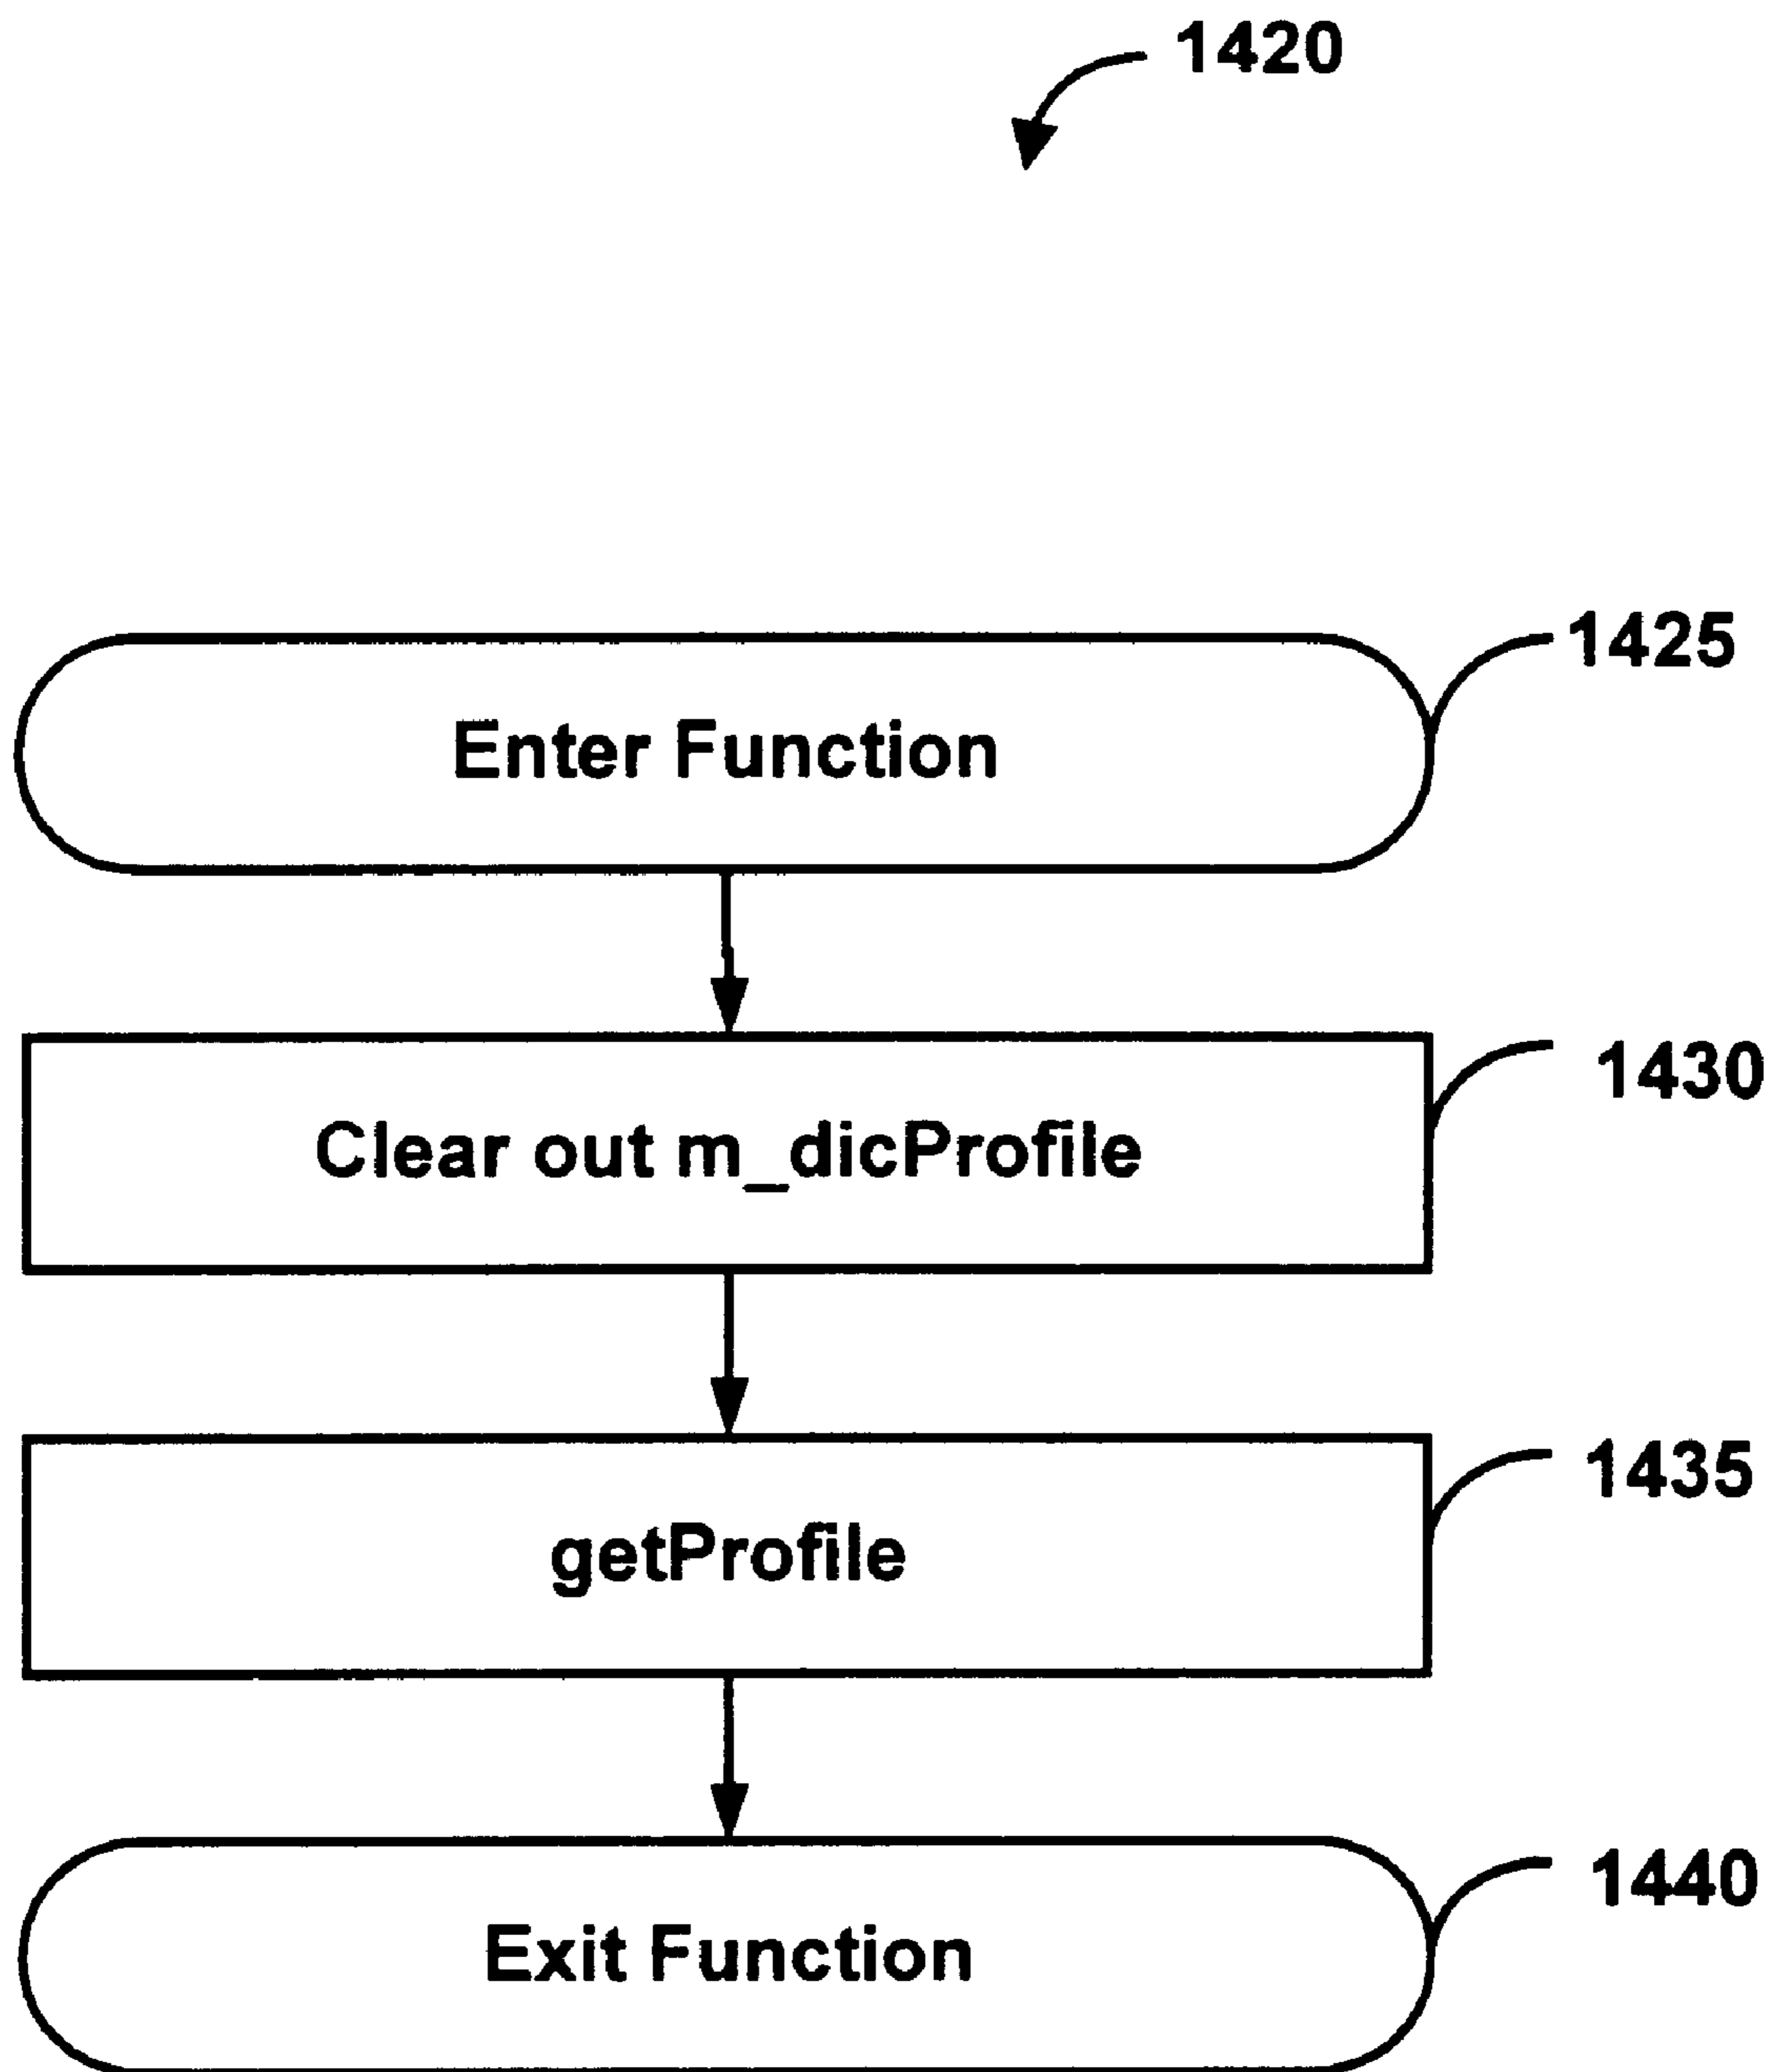 1420
1425
Enter Function
1430
Clear out m_dicProfile
1435
getProfile
1440
Exit Function